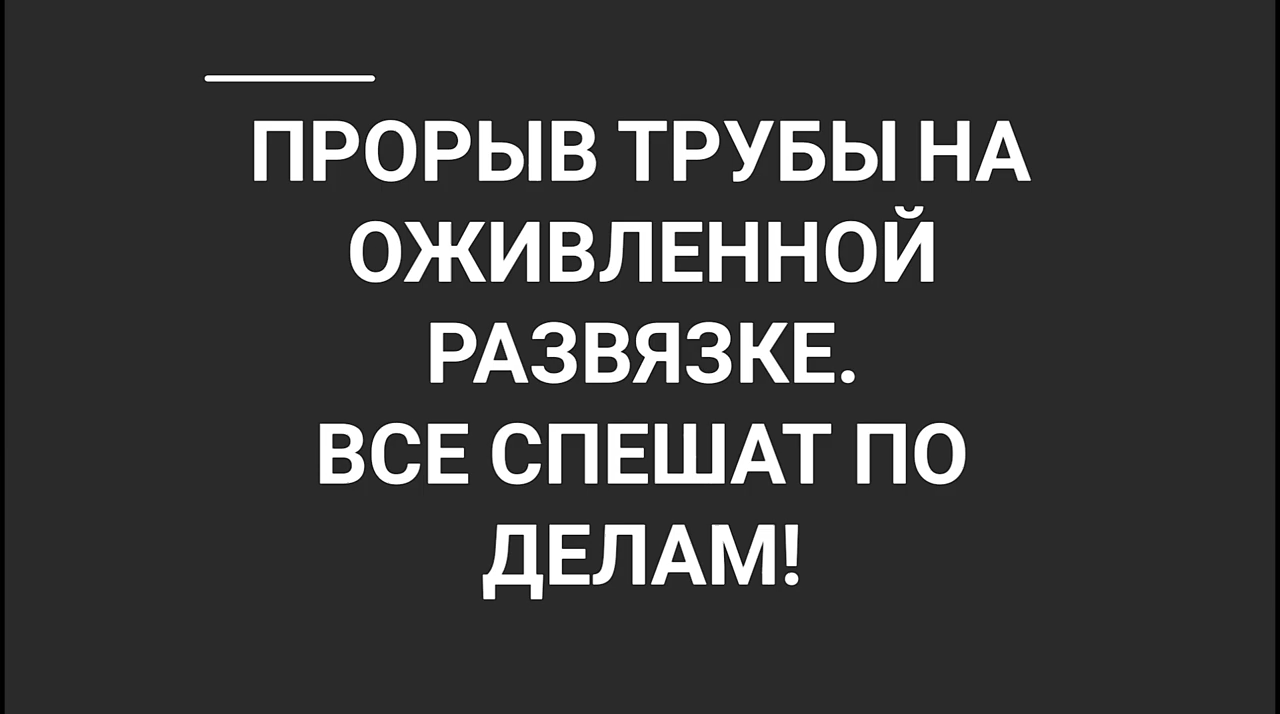 ПРОРЫВ ТРУБЫ НА
ОЖИВЛЕННОЙ
РАЗВЯЗКЕ.
ВСЕ СПЕШАТ ПО
ДЕЛАМ!